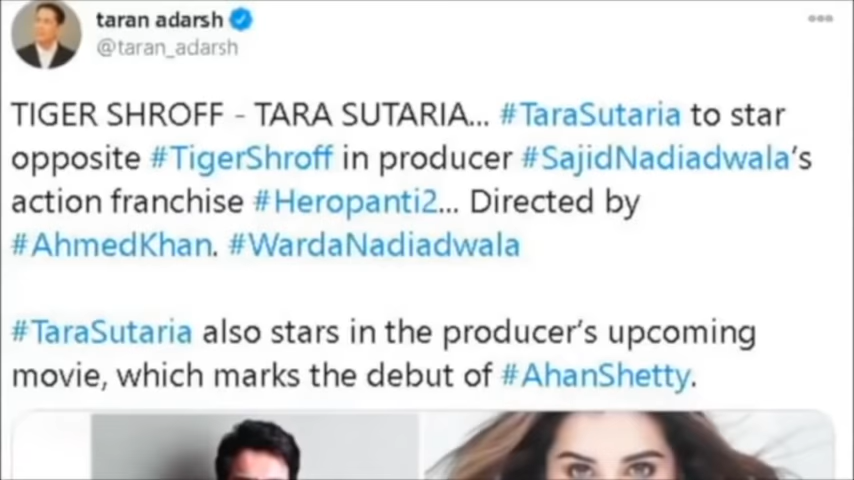 taran adarsh
@taran_adarsh
TIGER SHROFF - TARA SUTARIA... #TaraSutaria to star
opposite #TigerShroff in producer #SajidNadiadwala's
action franchise #Heropanti2... Directed by
#AhmedKhan. #WardaNadiadwala
#TaraSutaria also stars in the producer's upcoming
movie, which marks the debut of #AhanShetty.